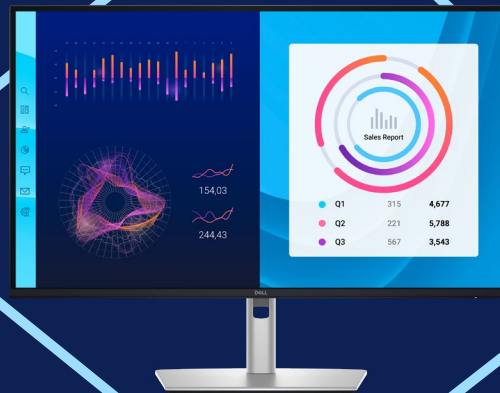 154,03
244,43
Sales Report
Q1 315 4,677
Q2 221 5,788
Q3 567 3,543
DELL